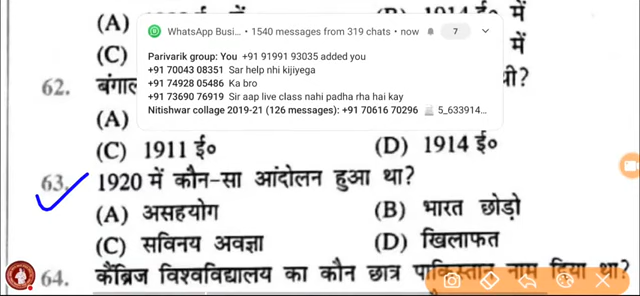 (A)
(D) 1914 ई० में
WhatsApp Busi... • 1540 messages from 319 chats • now 7
(C)
में
Parivarik group: You +91 91991 93035 added you
+91 70043 08351 Sar help nhi kijiyega
62. बंगाल
थी?
+91 74928 05486 Ka bro
+91 73690 76919 Sir aap live class nahi padha rha hai kay
(A)
Nitishwar collage 2019-21 (126 messages): +91 70616 70296 5_633914...
(C) 1911 ई० (D) 1914 ई०
63. 1920 में कौन-सा आंदोलन हुआ था?
(A) असहयोग (B) भारत छोड़ो
(C) सविनय अवज्ञा (D) खिलाफत
64. कैंब्रिज विश्वविद्यालय का कौन छात्र पाकिस्तान नाम दिया था?